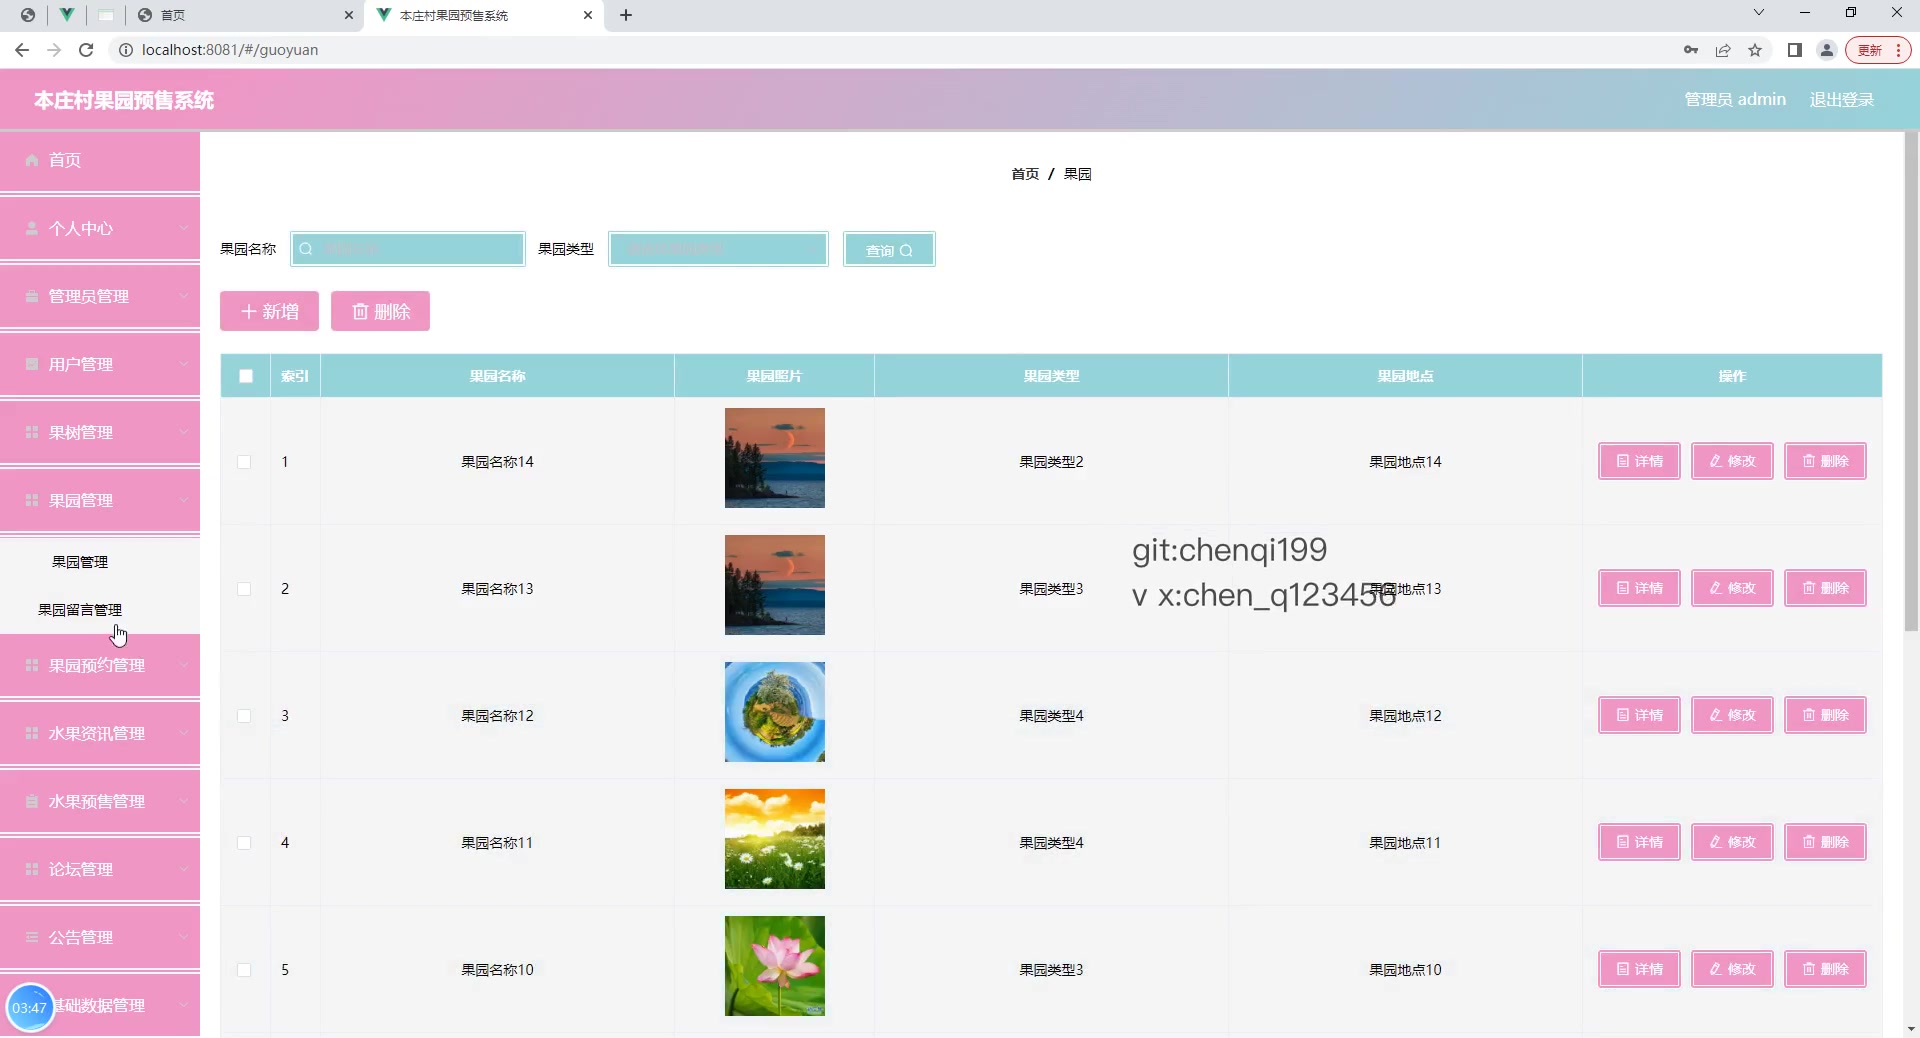 首页
本庄村果园预售系统
localhost:8081/#/guoyuan
更新
本庄村果园预售系统
管理员 admin
退出登录
首页
个人中心
管理员管理
用户管理
果树管理
果园管理
果园管理
果园留言管理
果园预约管理
水果资讯管理
水果预售管理
论坛管理
公告管理
基础数据管理
03:47
首页 / 果园
果园名称
果园类型
查询
新增
删除
索引 果园名称 果园照片 果园类型 果园地点 操作
1 果园名称14 果园类型2 果园地点14 详情 修改 删除
2 果园名称13 果园类型3 果园地点13 详情 修改 删除
3 果园名称12 果园类型4 果园地点12 详情 修改 删除
4 果园名称11 果园类型4 果园地点11 详情 修改 删除
5 果园名称10 果园类型3 果园地点10 详情 修改 删除
git:chenqi199
v x:chen_q123456